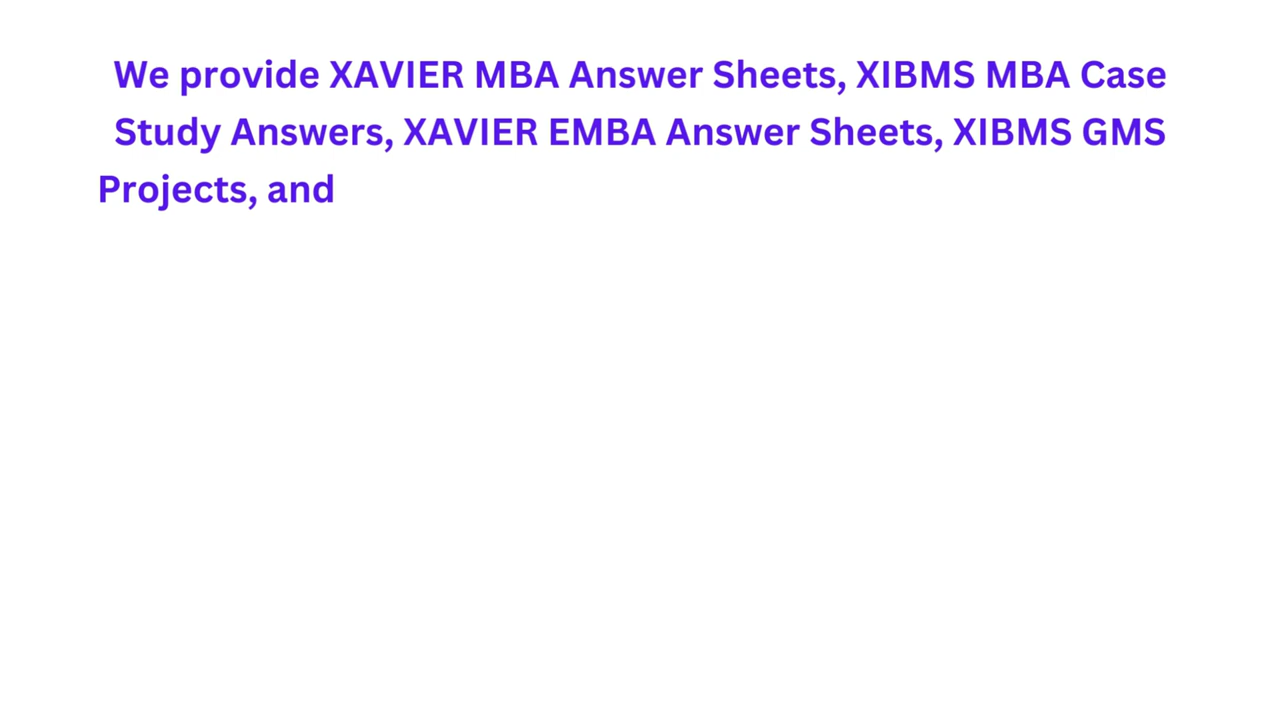 We provide XAVIER MBA Answer Sheets, XIBMS MBA Case
Study Answers, XAVIER EMBA Answer Sheets, XIBMS GMS
Projects, and